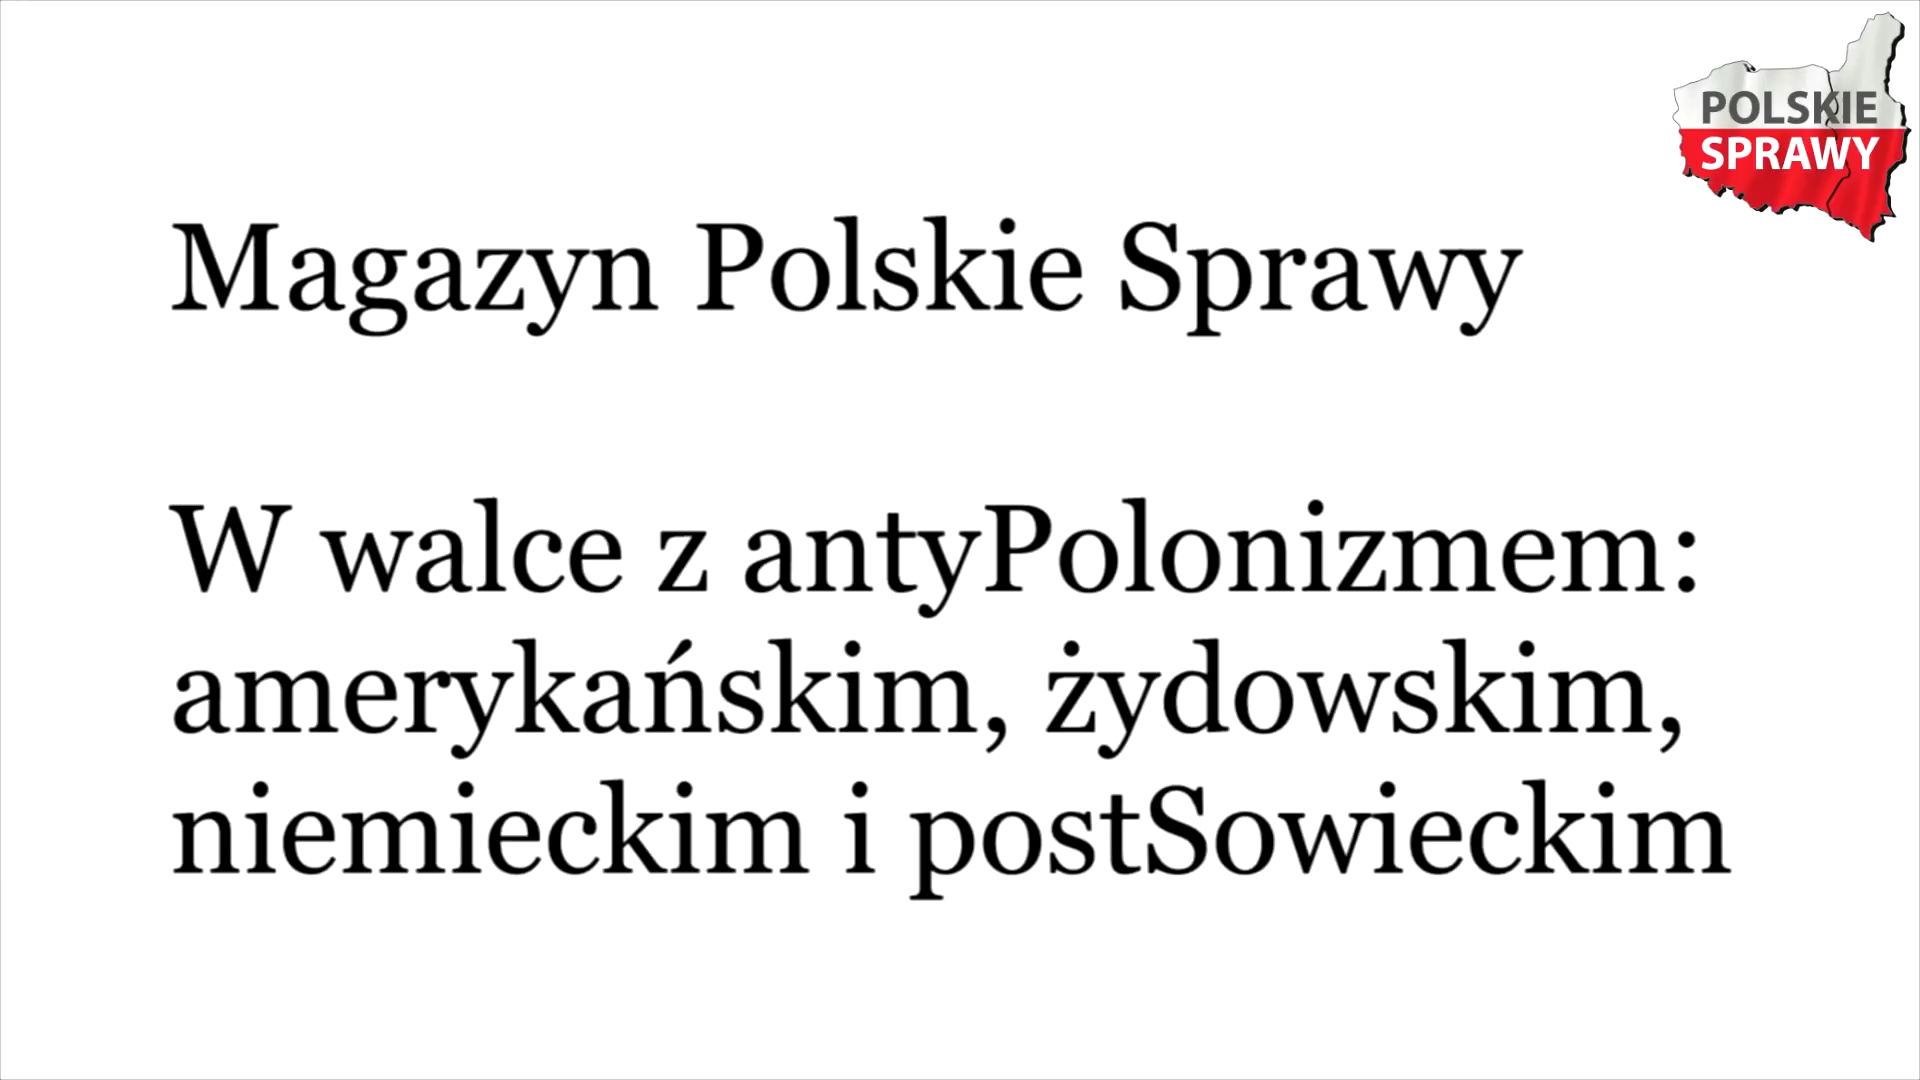 POLSKIE
SPRAWY
Magazyn Polskie Sprawy
W walce z antyPolonizmem:
amerykańskim, żydowskim,
niemieckim i postSowieckim